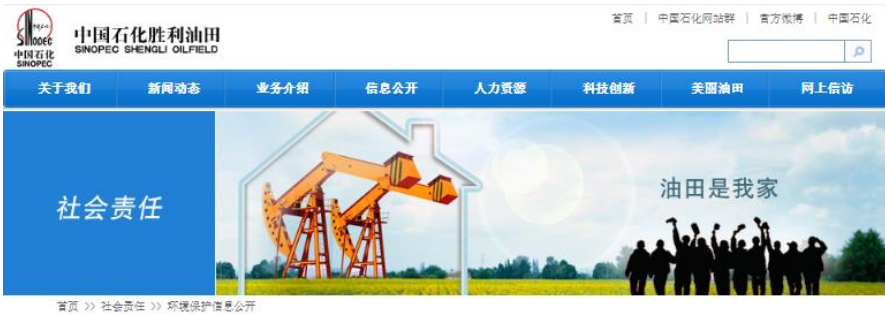 首页 | 中国石化网站群 | 官方微博 | 中国石化
SINOPEC
中国石化
SINOPEC
中国石化胜利油田
SINOPEC SHENGLI OILFIELD
关于我们 新闻动态 业务介绍 信息公开 人力资源 科技创新 美丽油田 网上信访
社会责任
油田是我家
首页 >> 社会责任 >> 环境保护信息公开